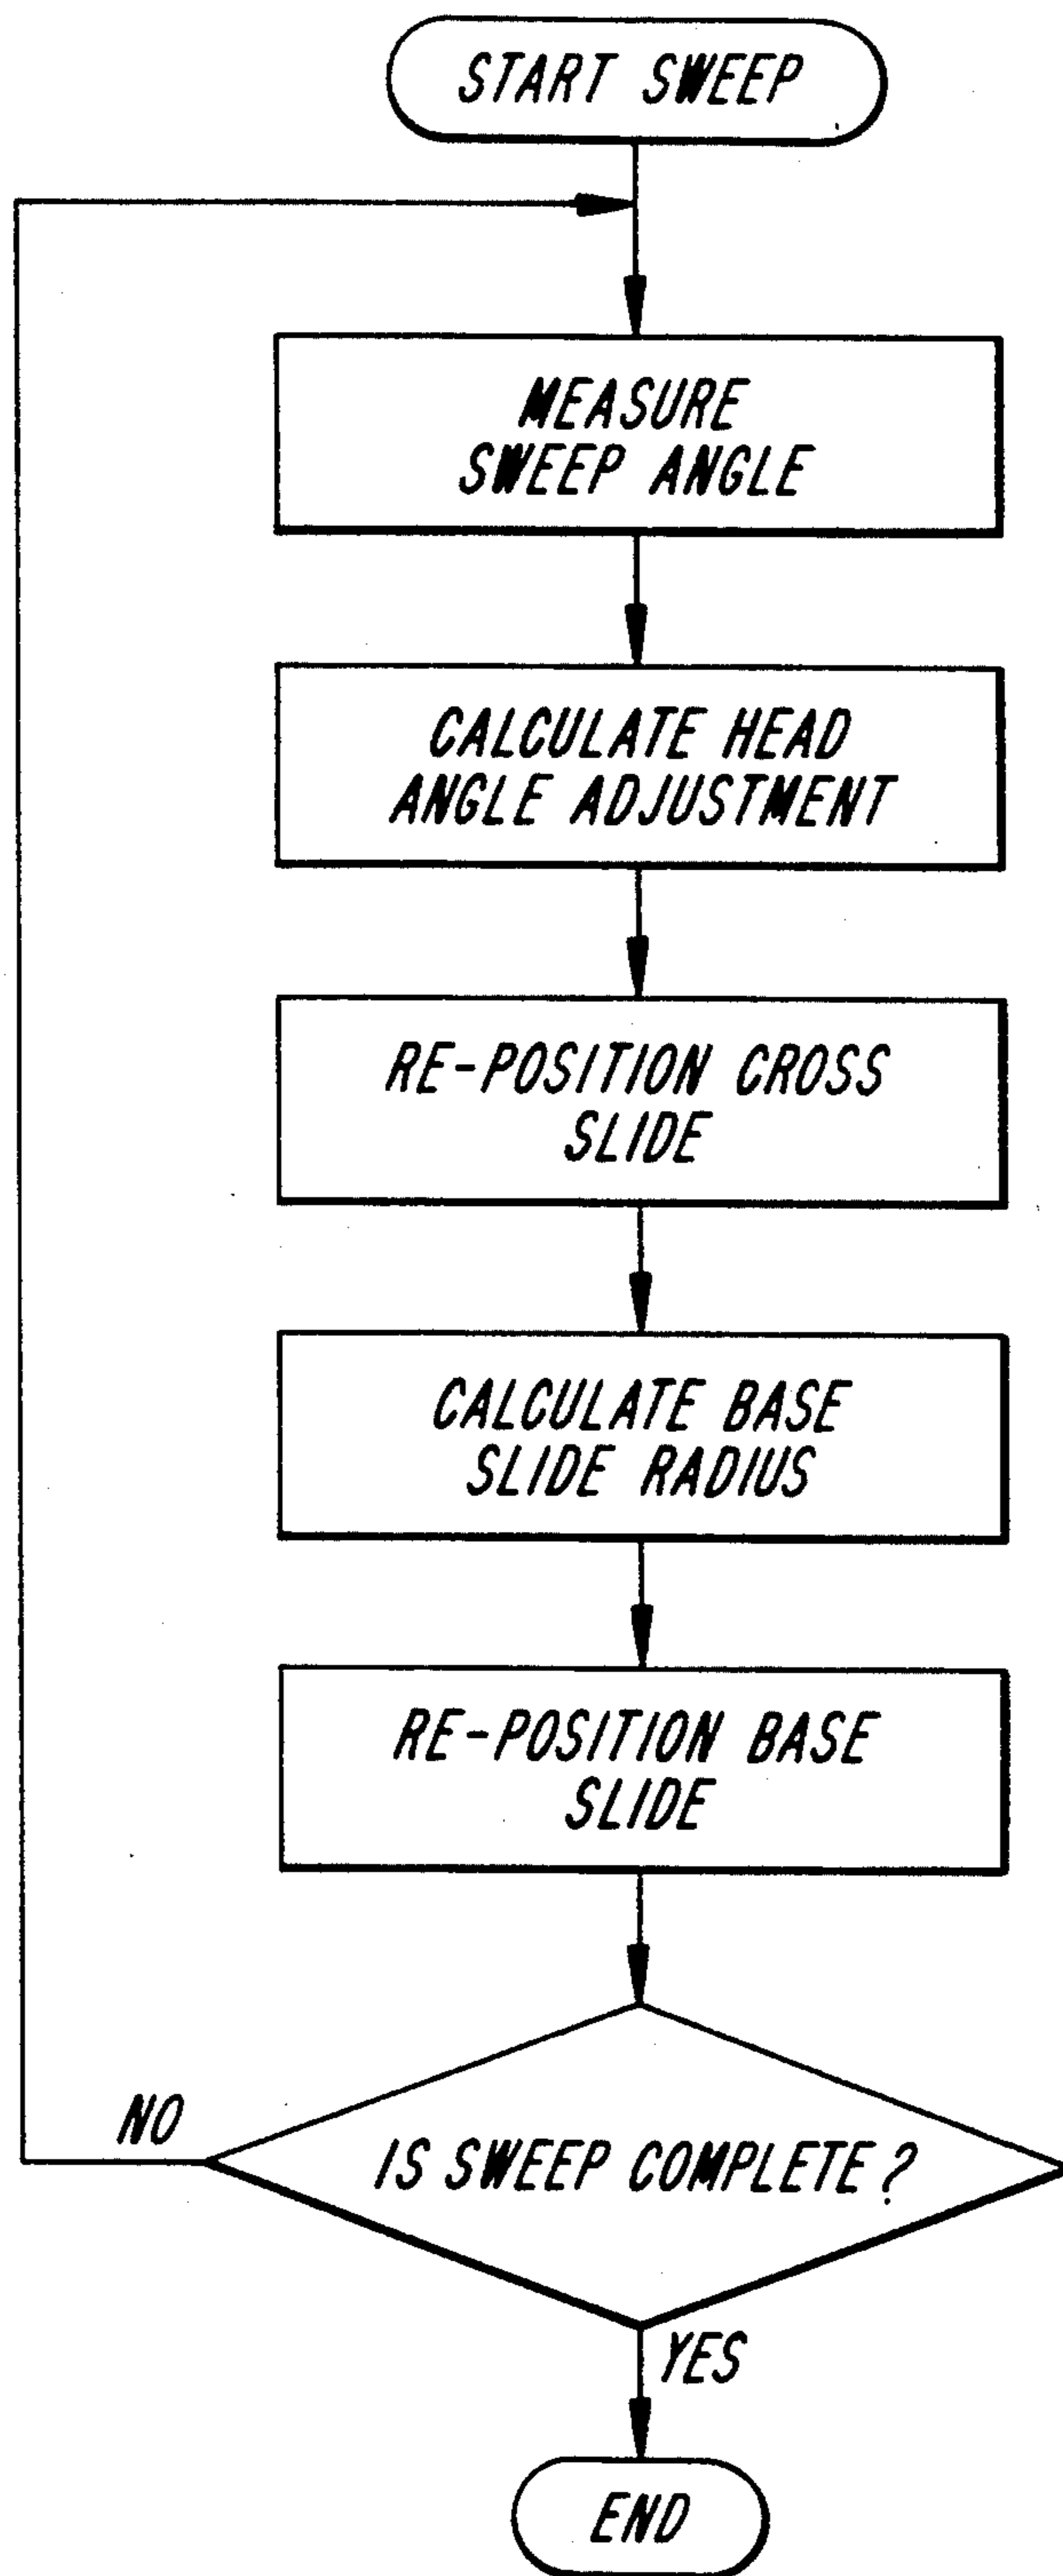 START SWEEP
MEASURE
SWEEP ANGLE
CALCULATE HEAD
ANGLE ADJUSTMENT
RE-POSITION CROSS
SLIDE
CALCULATE BASE
SLIDE RADIUS
RE-POSITION BASE
SLIDE
NO
IS SWEEP COMPLETE?
YES
END